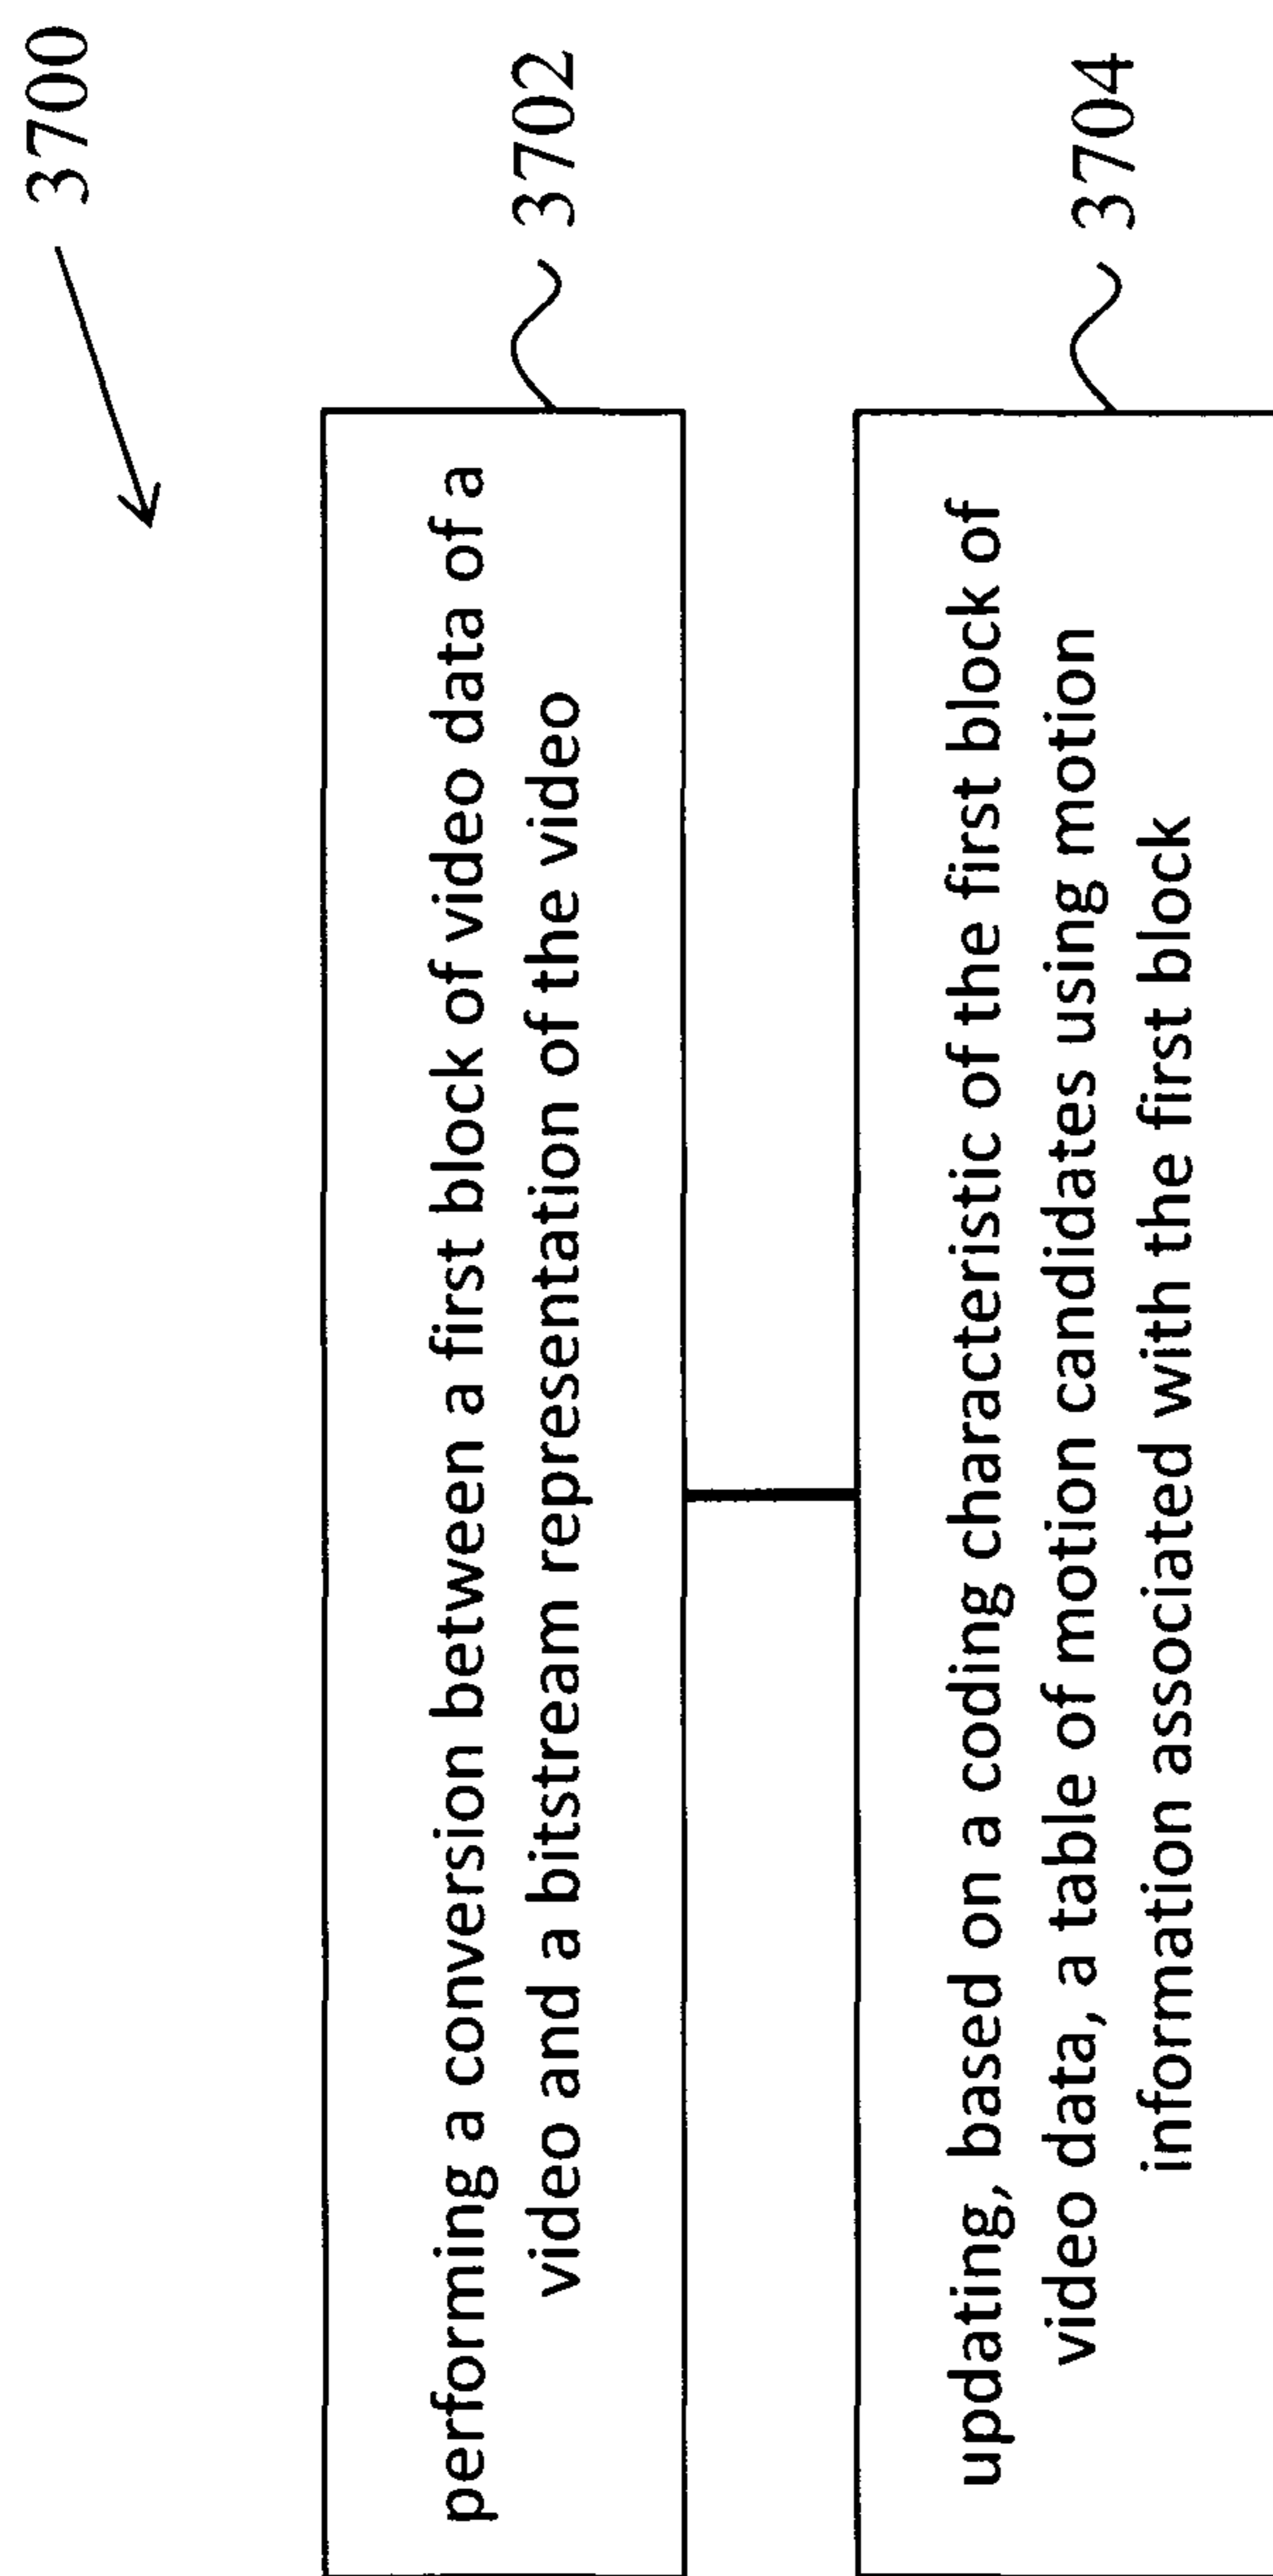 3700
performing a conversion between a first block of video data of a
video and a bitstream representation of the video
3702
updating, based on a coding characteristic of the first block of
video data, a table of motion candidates using motion
information associated with the first block
3704